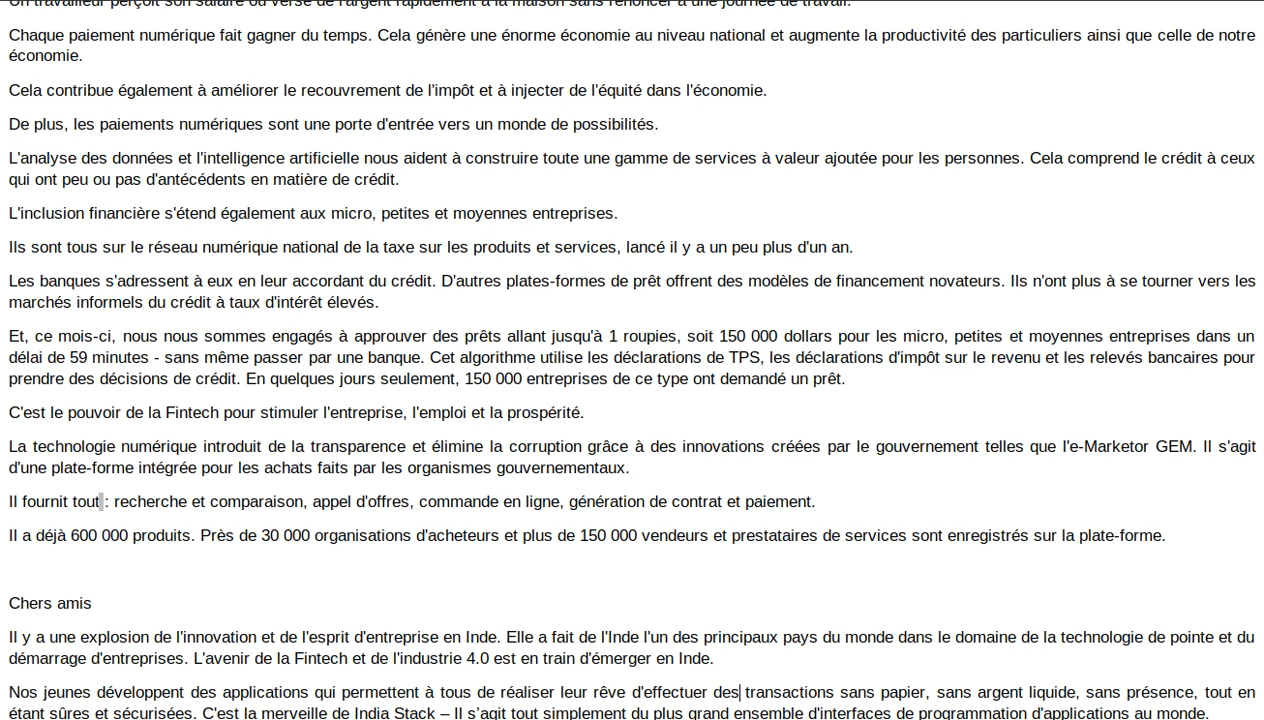 Un travailleur perçoit son salaire ou verse de l'argent rapidement à la maison sans renoncer à une journée de travail.
Chaque paiement numérique fait gagner du temps. Cela génère une énorme économie au niveau national et augmente la productivité des particuliers ainsi que celle de notre
économie.
Cela contribue également à améliorer le recouvrement de l'impôt et à injecter de l'équité dans l'économie.
De plus, les paiements numériques sont une porte d'entrée vers un monde de possibilités.
L'analyse des données et l'intelligence artificielle nous aident à construire toute une gamme de services à valeur ajoutée pour les personnes. Cela comprend le crédit à ceux
qui ont peu ou pas d'antécédents en matière de crédit.
L'inclusion financière s'étend également aux micro, petites et moyennes entreprises.
Ils sont tous sur le réseau numérique national de la taxe sur les produits et services, lancé il y a un peu plus d'un an.
Les banques s'adressent à eux en leur accordant du crédit. D'autres plates-formes de prêt offrent des modèles de financement novateurs. Ils n'ont plus à se tourner vers les
marchés informels du crédit à taux d'intérêt élevés.
Et, ce mois-ci, nous nous sommes engagés à approuver des prêts allant jusqu'à 1 roupies, soit 150 000 dollars pour les micro, petites et moyennes entreprises dans un
délai de 59 minutes - sans même passer par une banque. Cet algorithme utilise les déclarations de TPS, les déclarations d'impôt sur le revenu et les relevés bancaires pour
prendre des décisions de crédit. En quelques jours seulement, 150 000 entreprises de ce type ont demandé un prêt.
C'est le pouvoir de la Fintech pour stimuler l'entreprise, l'emploi et la prospérité.
La technologie numérique introduit de la transparence et élimine la corruption grâce à des innovations créées par le gouvernement telles que l'e-Marketor GEM. Il s'agit
d'une plate-forme intégrée pour les achats faits par les organismes gouvernementaux.
Il fournit tout : recherche et comparaison, appel d'offres, commande en ligne, génération de contrat et paiement.
Il a déjà 600 000 produits. Près de 30 000 organisations d'acheteurs et plus de 150 000 vendeurs et prestataires de services sont enregistrés sur la plate-forme.
Chers amis
Il y a une explosion de l'innovation et de l'esprit d'entreprise en Inde. Elle a fait de l'Inde l'un des principaux pays du monde dans le domaine de la technologie de pointe et du
démarrage d'entreprises. L'avenir de la Fintech et de l'industrie 4.0 est en train d'émerger en Inde.
Nos jeunes développent des applications qui permettent à tous de réaliser leur rêve d'effectuer des transactions sans papier, sans argent liquide, sans présence, tout en
étant sûres et sécurisées. C'est la merveille de India Stack – Il s’agit tout simplement du plus grand ensemble d'interfaces de programmation d'applications au monde.